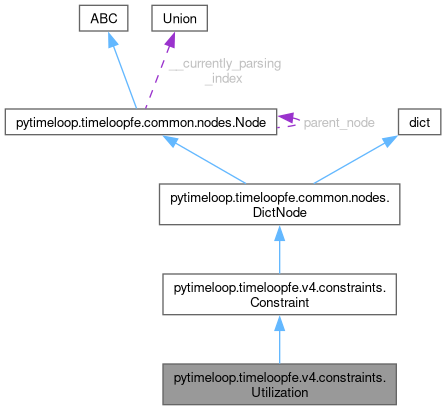 ABC
Union
__currently_parsing
_index
pytimeloop.timeloopfe.common.nodes.Node
parent_node
dict
pytimeloop.timeloopfe.common.nodes.
DictNode
pytimeloop.timeloopfe.v4.constraints.
Constraint
pytimeloop.timeloopfe.v4.constraints.
Utilization